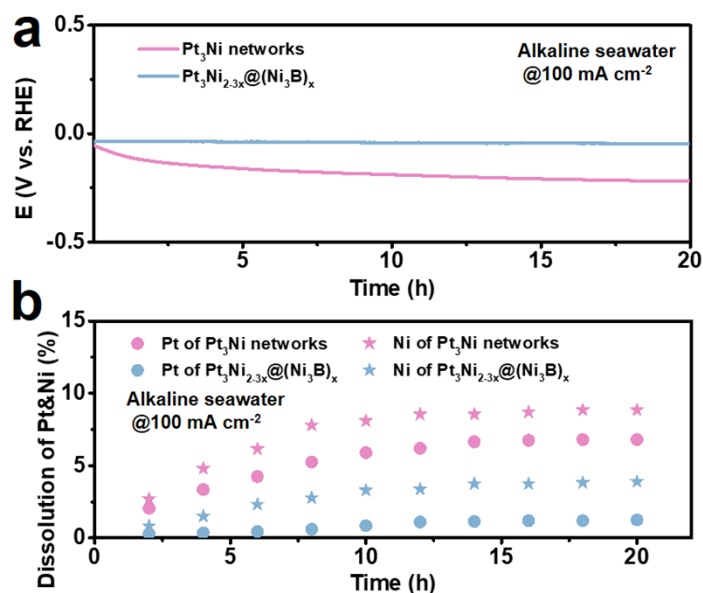 a
0.5
0.0
-0.5
E (V vs. RHE)
Pt₃Ni networks
Pt₃Ni₂₋₃ₓ@(Ni₃B)ₓ
Alkaline seawater
@100 mA cm⁻²
5
10
15
20
Time (h)
b
15
10
5
0
Dissolution of Pt&Ni (%)
Pt of Pt₃Ni networks
Ni of Pt₃Ni networks
Pt of Pt₃Ni₂₋₃ₓ@(Ni₃B)ₓ
Ni of Pt₃Ni₂₋₃ₓ@(Ni₃B)ₓ
Alkaline seawater
@100 mA cm⁻²
0
5
10
15
20
Time (h)